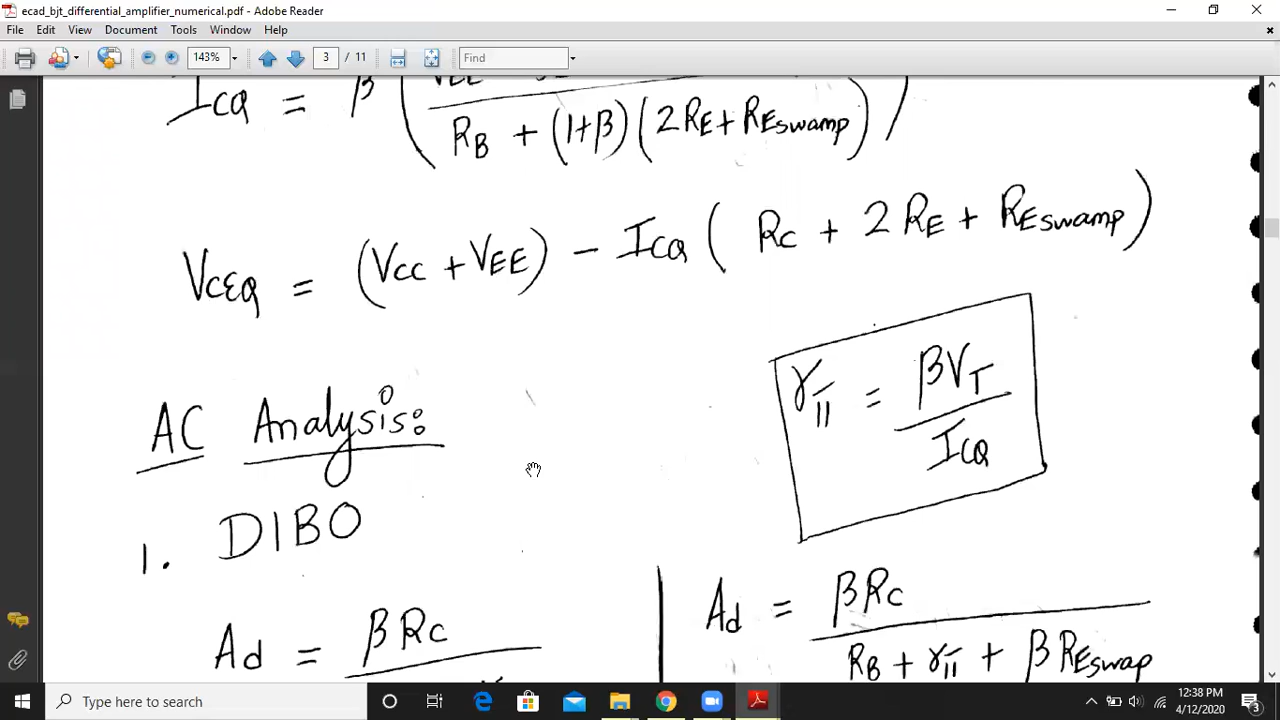 ecad_bjt_differential_amplifier_numerical.pdf - Adobe Reader
File Edit View Document Tools Window Help
143% 3 / 11 Find
ICQ = β ( VEE
RB + (1+β)(2RE + REswamp) )
VCEQ = (VCC + VEE) - ICQ ( RC + 2RE + REswamp)
rπ = βVT / ICQ
AC Analysis:
1. DIBO
Ad = βRC
Ad = βRC / RB + rπ + βREswap
Type here to search
12:38 PM
4/12/2020
3